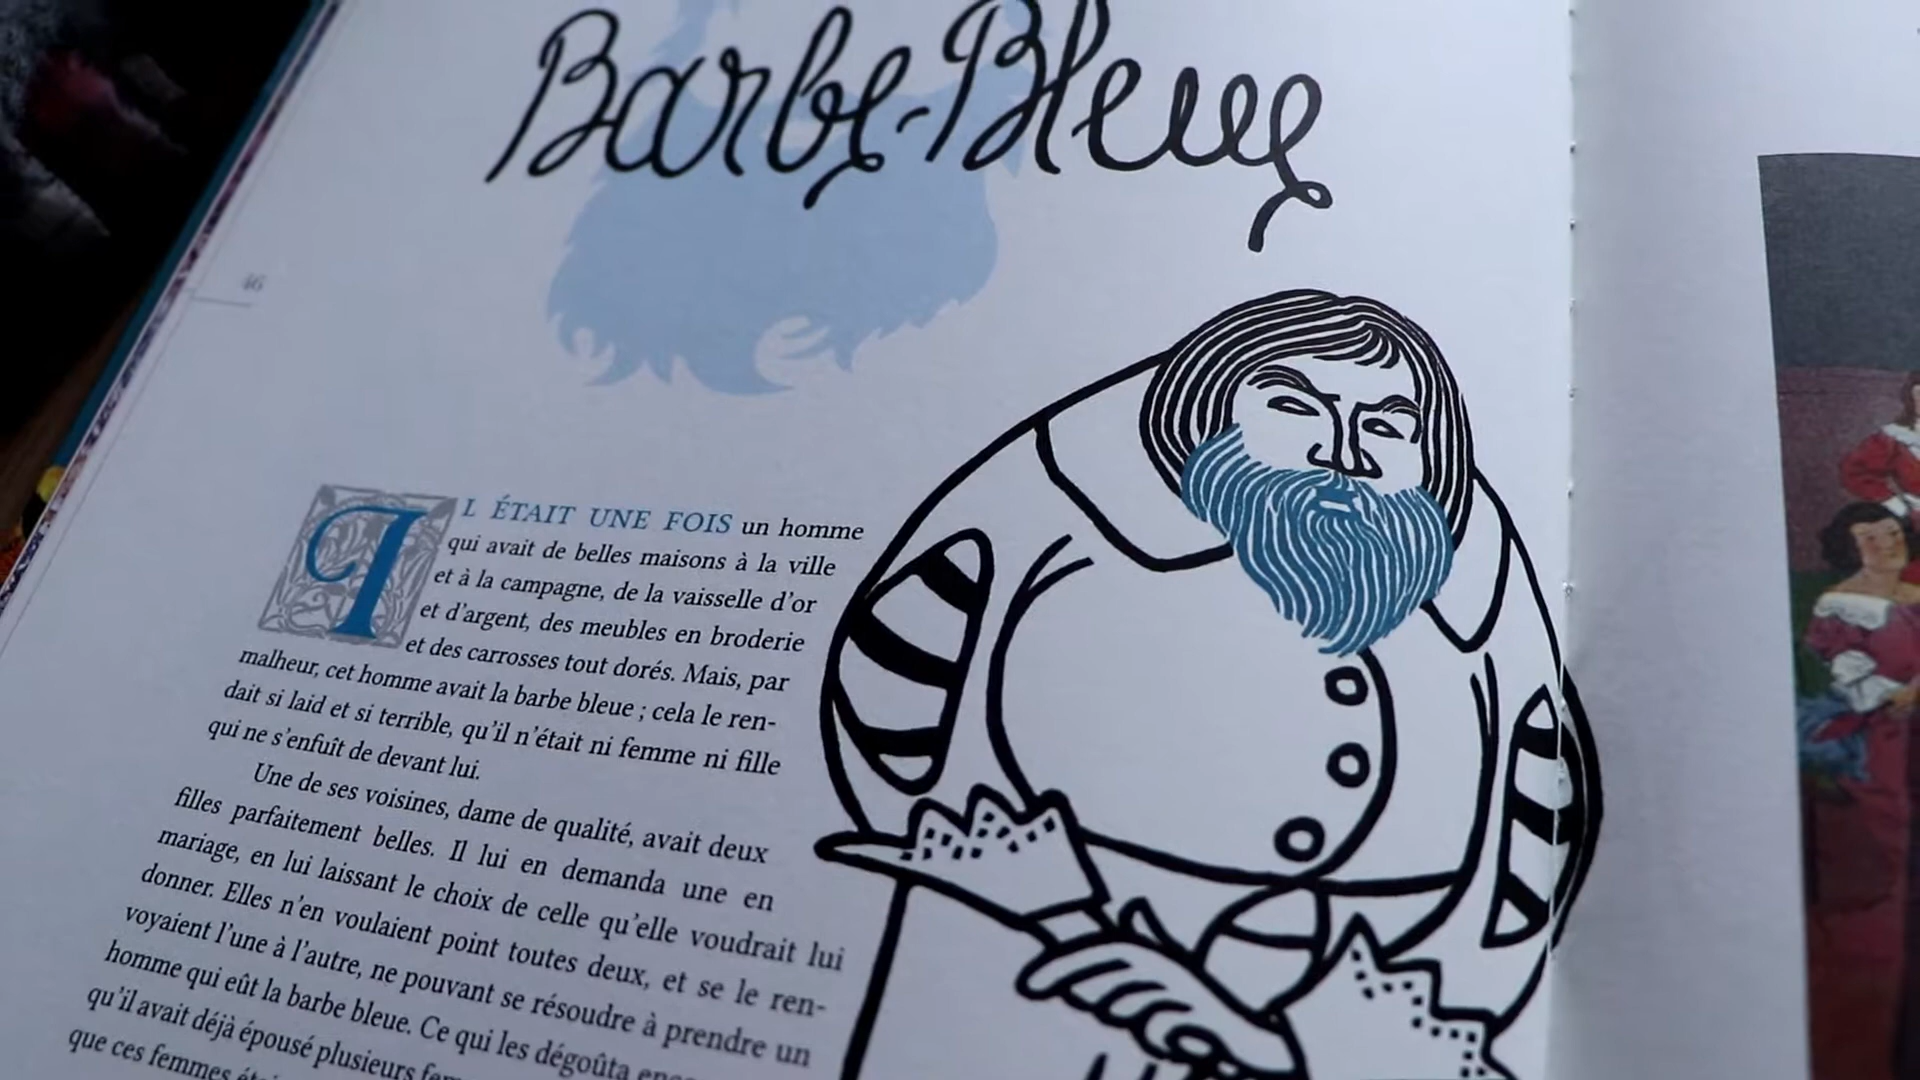 Barbe-Bleue
46
IL ÉTAIT UNE FOIS un homme
qui avait de belles maisons à la ville
et à la campagne, de la vaisselle d'or
et d'argent, des meubles en broderie
et des carrosses tout dorés. Mais, par
malheur, cet homme avait la barbe bleue ; cela le ren-
dait si laid et si terrible, qu'il n'était ni femme ni fille
qui ne s'enfuît de devant lui.
Une de ses voisines, dame de qualité, avait deux
filles parfaitement belles. Il lui en demanda une en
mariage, en lui laissant le choix de celle qu'elle voudrait lui
donner. Elles n'en voulaient point toutes deux, et se le ren-
voyaient l'une à l'autre, ne pouvant se résoudre à prendre un
homme qui eût la barbe bleue. Ce qui les dégoûta
qu'il avait déjà épousé plusieurs
que ces femmes